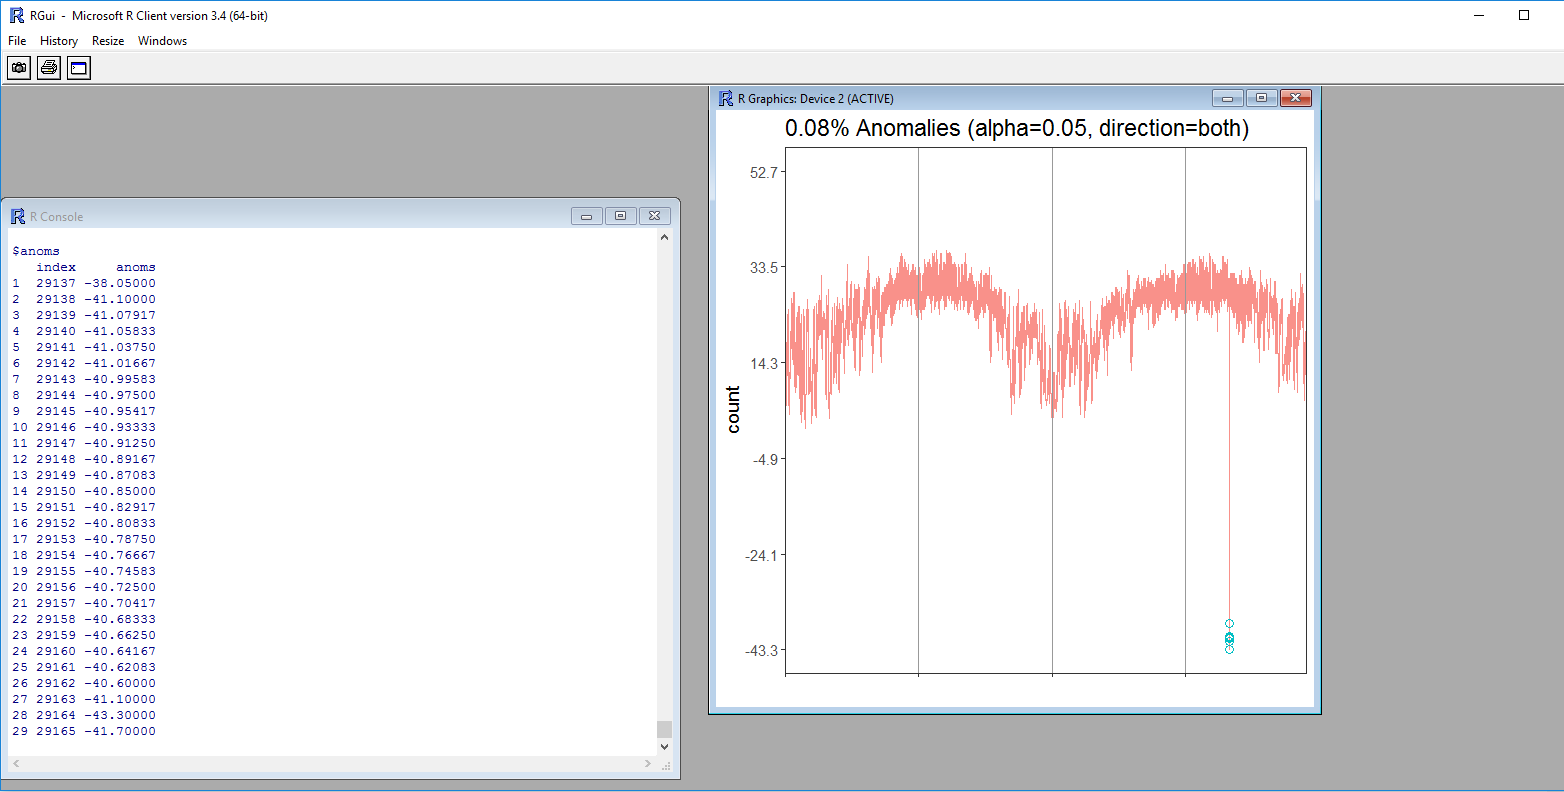 RGui - Microsoft R Client version 3.4 (64-bit)
File History Resize Windows
R Graphics: Device 2 (ACTIVE)
0.08% Anomalies (alpha=0.05, direction=both)
52.7
33.5
14.3
-4.9
-24.1
-43.3
count
R Console
$anoms
index anoms
1 29137 -38.05000
2 29138 -41.10000
3 29139 -41.07917
4 29140 -41.05833
5 29141 -41.03750
6 29142 -41.01667
7 29143 -40.99583
8 29144 -40.97500
9 29145 -40.95417
10 29146 -40.93333
11 29147 -40.91250
12 29148 -40.89167
13 29149 -40.87083
14 29150 -40.85000
15 29151 -40.82917
16 29152 -40.80833
17 29153 -40.78750
18 29154 -40.76667
19 29155 -40.74583
20 29156 -40.72500
21 29157 -40.70417
22 29158 -40.68333
23 29159 -40.66250
24 29160 -40.64167
25 29161 -40.62083
26 29162 -40.60000
27 29163 -41.10000
28 29164 -43.30000
29 29165 -41.70000